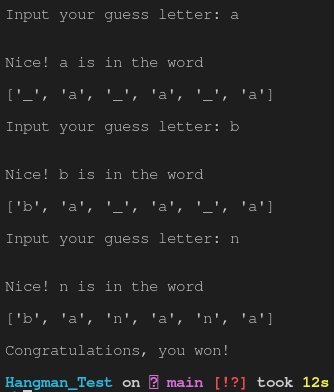 Input your guess letter: a
Nice! a is in the word
['_', 'a', '_', 'a', '_', 'a']
Input your guess letter: b
Nice! b is in the word
['b', 'a', '_', 'a', '_', 'a']
Input your guess letter: n
Nice! n is in the word
['b', 'a', 'n', 'a', 'n', 'a']
Congratulations, you won!
Hangman_Test on ⍰ main [!?] took 12s